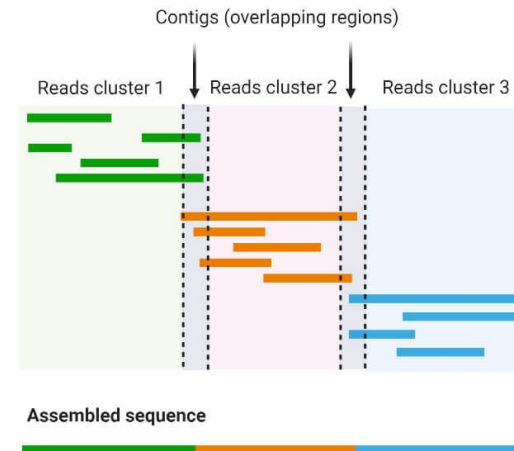 Contigs (overlapping regions)
Reads cluster 1 Reads cluster 2 Reads cluster 3
Assembled sequence